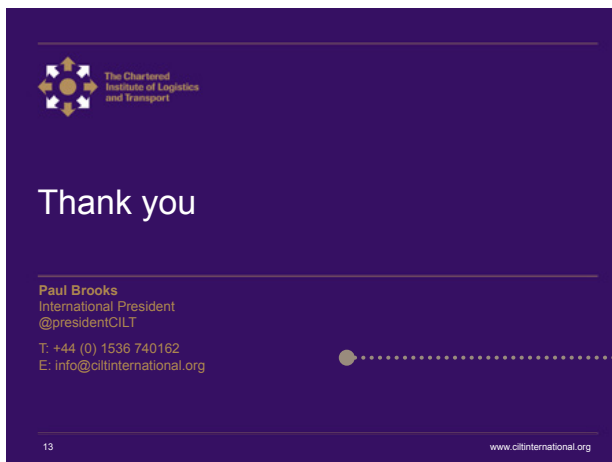 The Chartered
Institute of Logistics
and Transport
Thank you
Paul Brooks
International President
@presidentCILT
T: +44 (0) 1536 740162
E: info@ciltinternational.org
13
www.ciltinternational.org